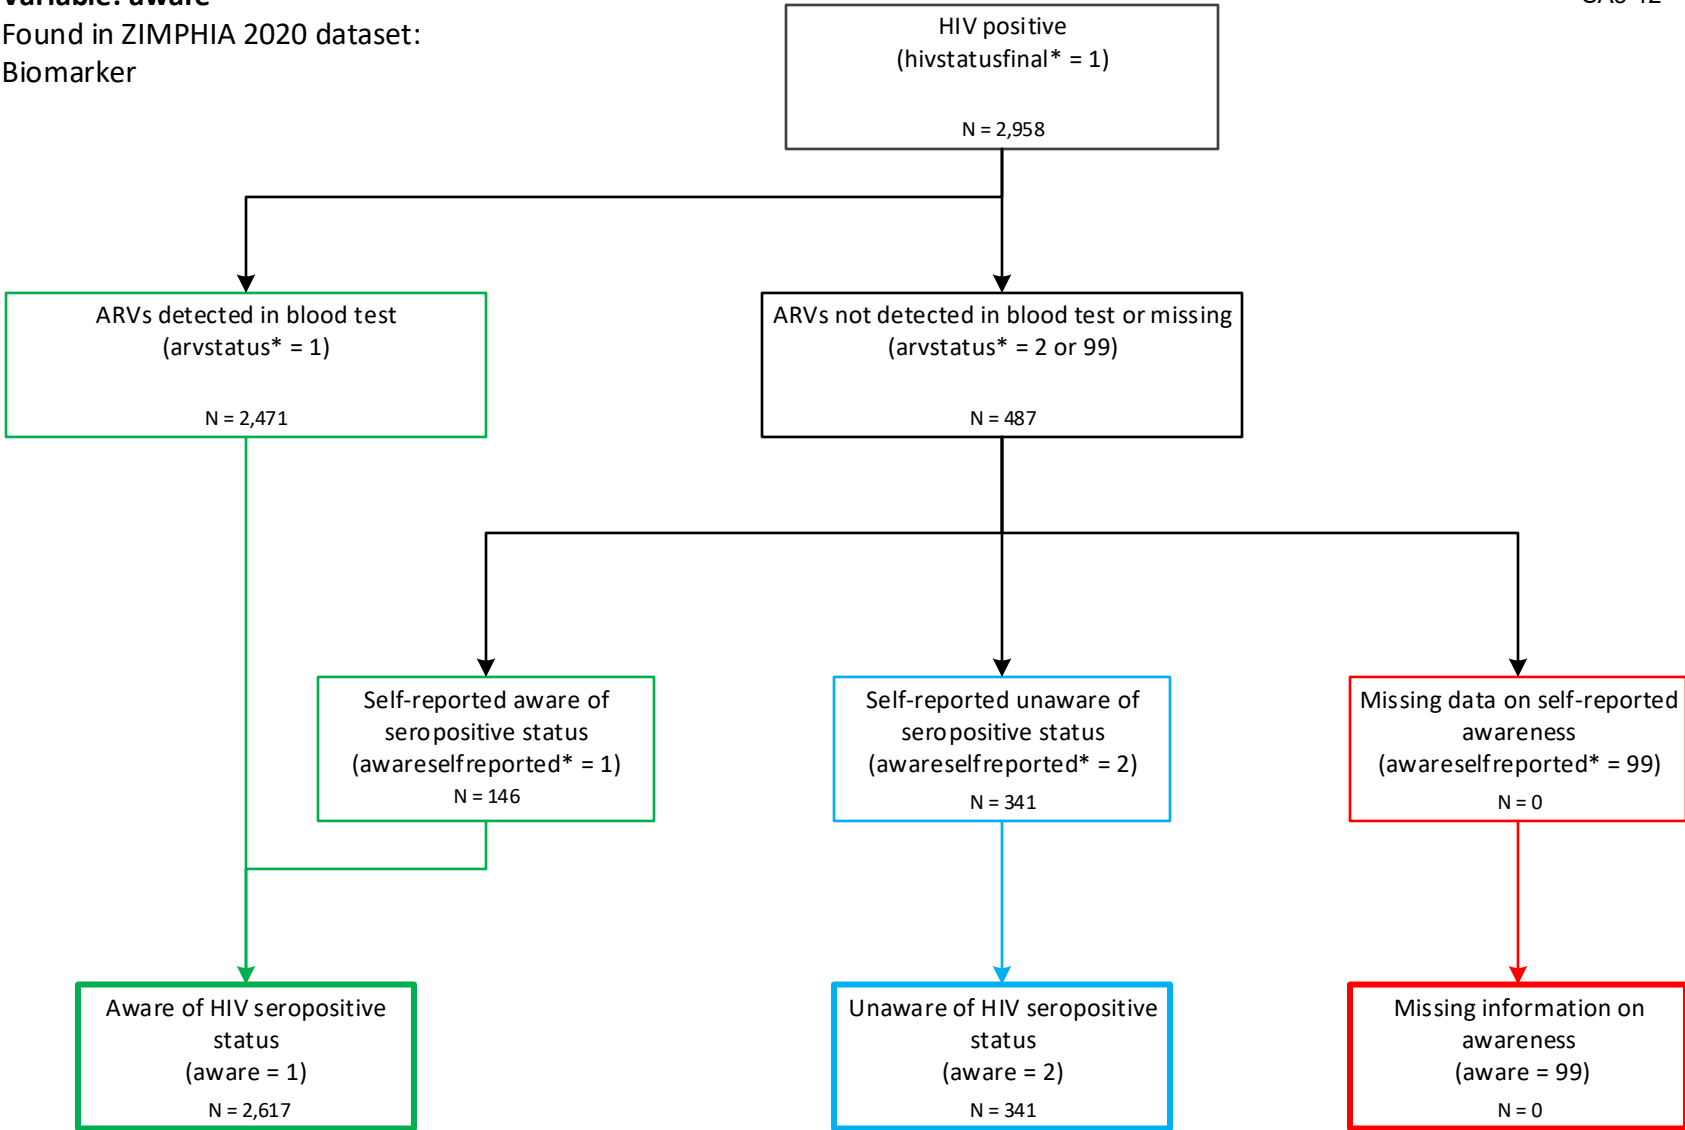 Variable: aware
Found in ZIMPHIA 2020 dataset:
Biomarker
HIV positive
(hivstatusfinal* = 1)
N = 2,958
ARVs detected in blood test
(arvstatus* = 1)
N = 2,471
ARVs not detected in blood test or missing
(arvstatus* = 2 or 99)
N = 487
Self-reported aware of
seropositive status
(awareselfreported* = 1)
N = 146
Self-reported unaware of
seropositive status
(awareselfreported* = 2)
N = 341
Missing data on self-reported
awareness
(awareselfreported* = 99)
N = 0
Aware of HIV seropositive
status
(aware = 1)
N = 2,617
Unaware of HIV seropositive
status
(aware = 2)
N = 341
Missing information on
awareness
(aware = 99)
N = 0